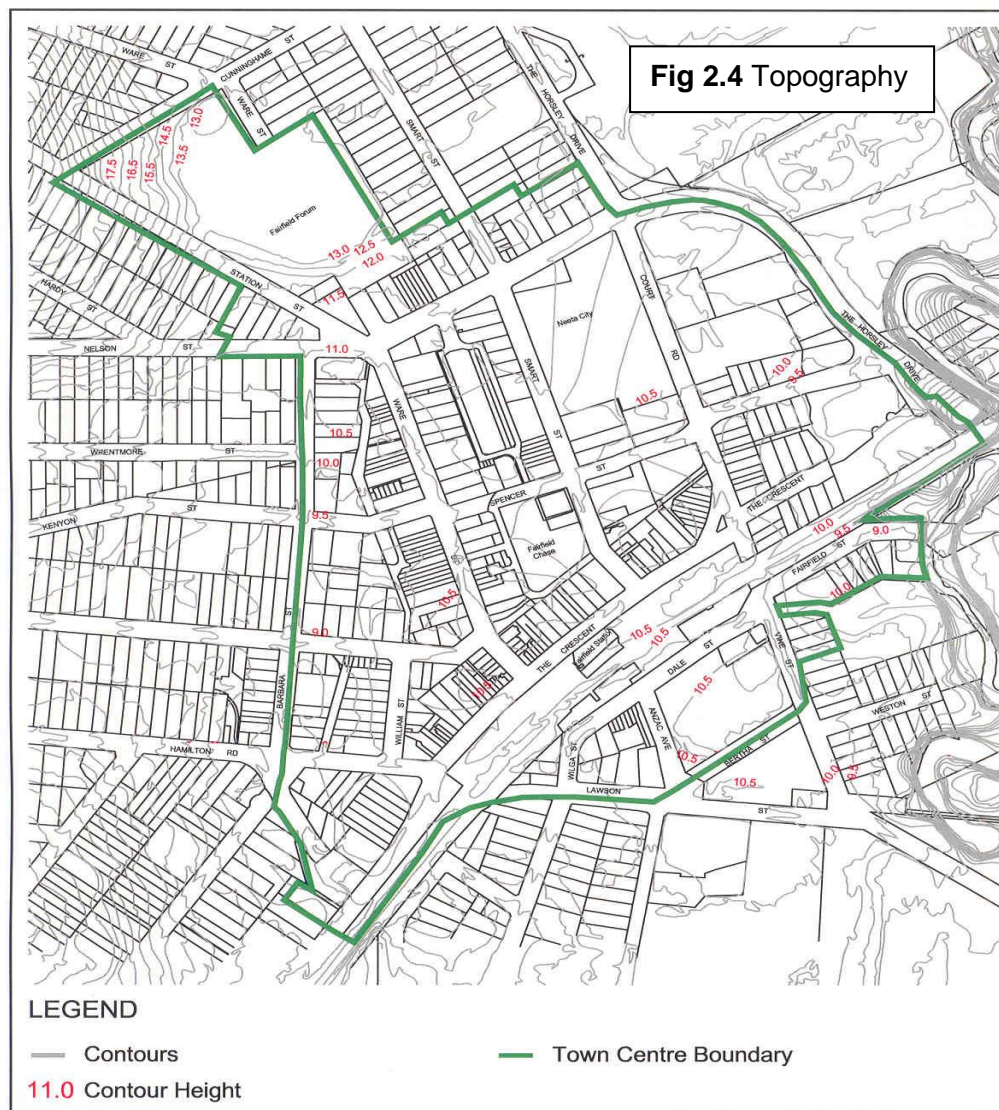 Fig 2.4 Topography
WARE ST
CUNNINGHAME ST
WARE ST
SMART ST
THE HORSLEY DRIVE
13.0
14.5
13.5
17.5
16.5
15.5
Fairfield Forum
13.0
12.5
12.0
STATION ST
11.5
HARDY ST
NELSON ST
11.0
Neeta City
COURT RD
THE HORSLEY DRIVE
SMART ST
WARE
10.0
9.5
10.5
10.5
WRENTMORE ST
10.0
KENYON ST
9.5
SPENCER ST
THE CRESCENT
Fairfield Chase
10.0
9.5
9.0
FAIRFIELD ST
10.0
10.5
9.0
BARBARA ST
THE CRESCENT
Fairfield Station
10.5
10.5
VINE ST
DALE ST
10.5
10.0
WILLIAM ST
WESTON ST
ANZAC AVE
HAMILTON RD
WILGA ST
10.5
BERTHA ST
10.0
9.5
10.5
LAWSON ST
LEGEND
Contours
Town Centre Boundary
11.0 Contour Height